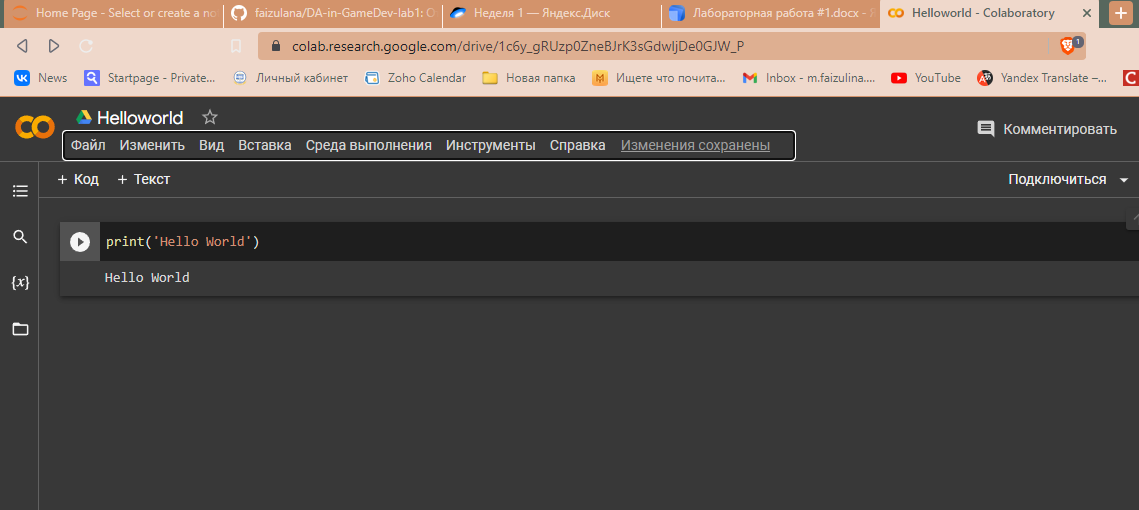 Home Page - Select or create a no
faizulana/DA-in-GameDev-lab1: О
Неделя 1 — Яндекс.Диск
Лабораторная работа #1.docx - Я
Helloworld - Colaboratory
colab.research.google.com/drive/1c6y_gRUzp0ZneBJrK3sGdwIjDe0GJW_P
1
News
Startpage - Private...
Личный кабинет
Zoho Calendar
Новая папка
Ищете что почита...
Inbox - m.faizulina....
YouTube
Yandex Translate –...
Helloworld
Файл Изменить Вид Вставка Среда выполнения Инструменты Справка Изменения сохранены
Комментировать
+ Код + Текст
Подключиться
{x}
print('Hello World')
Hello World